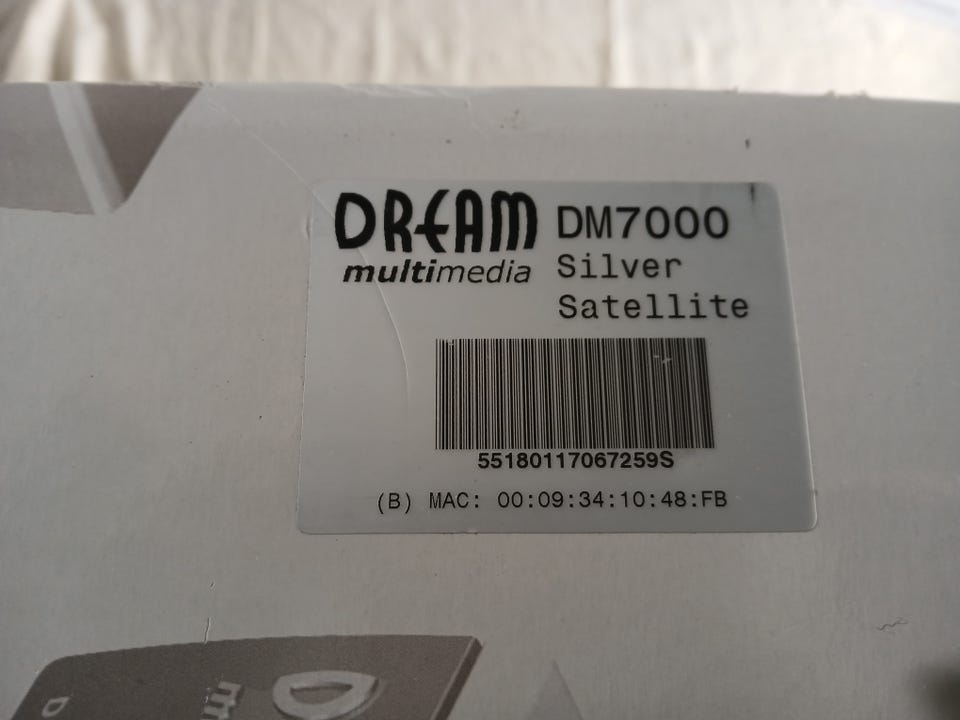 DREAM
multimedia
DM7000
Silver
Satellite
55180117067259S
(B) MAC: 00:09:34:10:48:FB
D
D